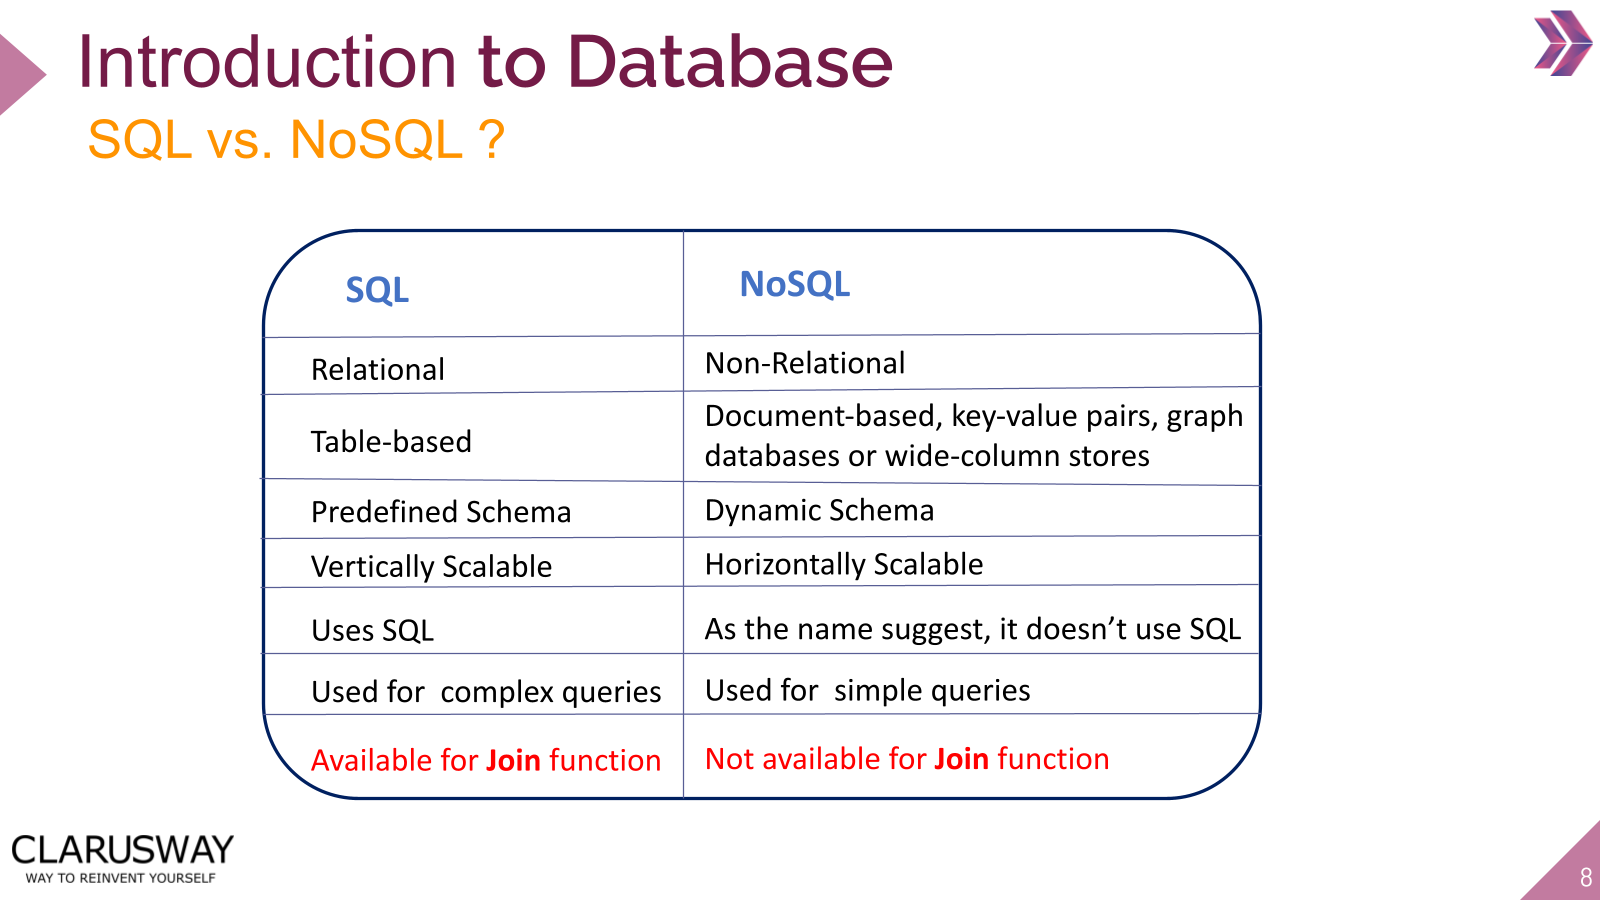 Introduction to Database
SQL vs. NoSQL ?
SQL
NoSQL
Relational
Non-Relational
Table-based
Document-based, key-value pairs, graph
databases or wide-column stores
Predefined Schema
Dynamic Schema
Vertically Scalable
Horizontally Scalable
Uses SQL
As the name suggest, it doesn’t use SQL
Used for  complex queries
Used for  simple queries
Available for Join function
Not available for Join function
CLARUSWAY
WAY TO REINVENT YOURSELF
8